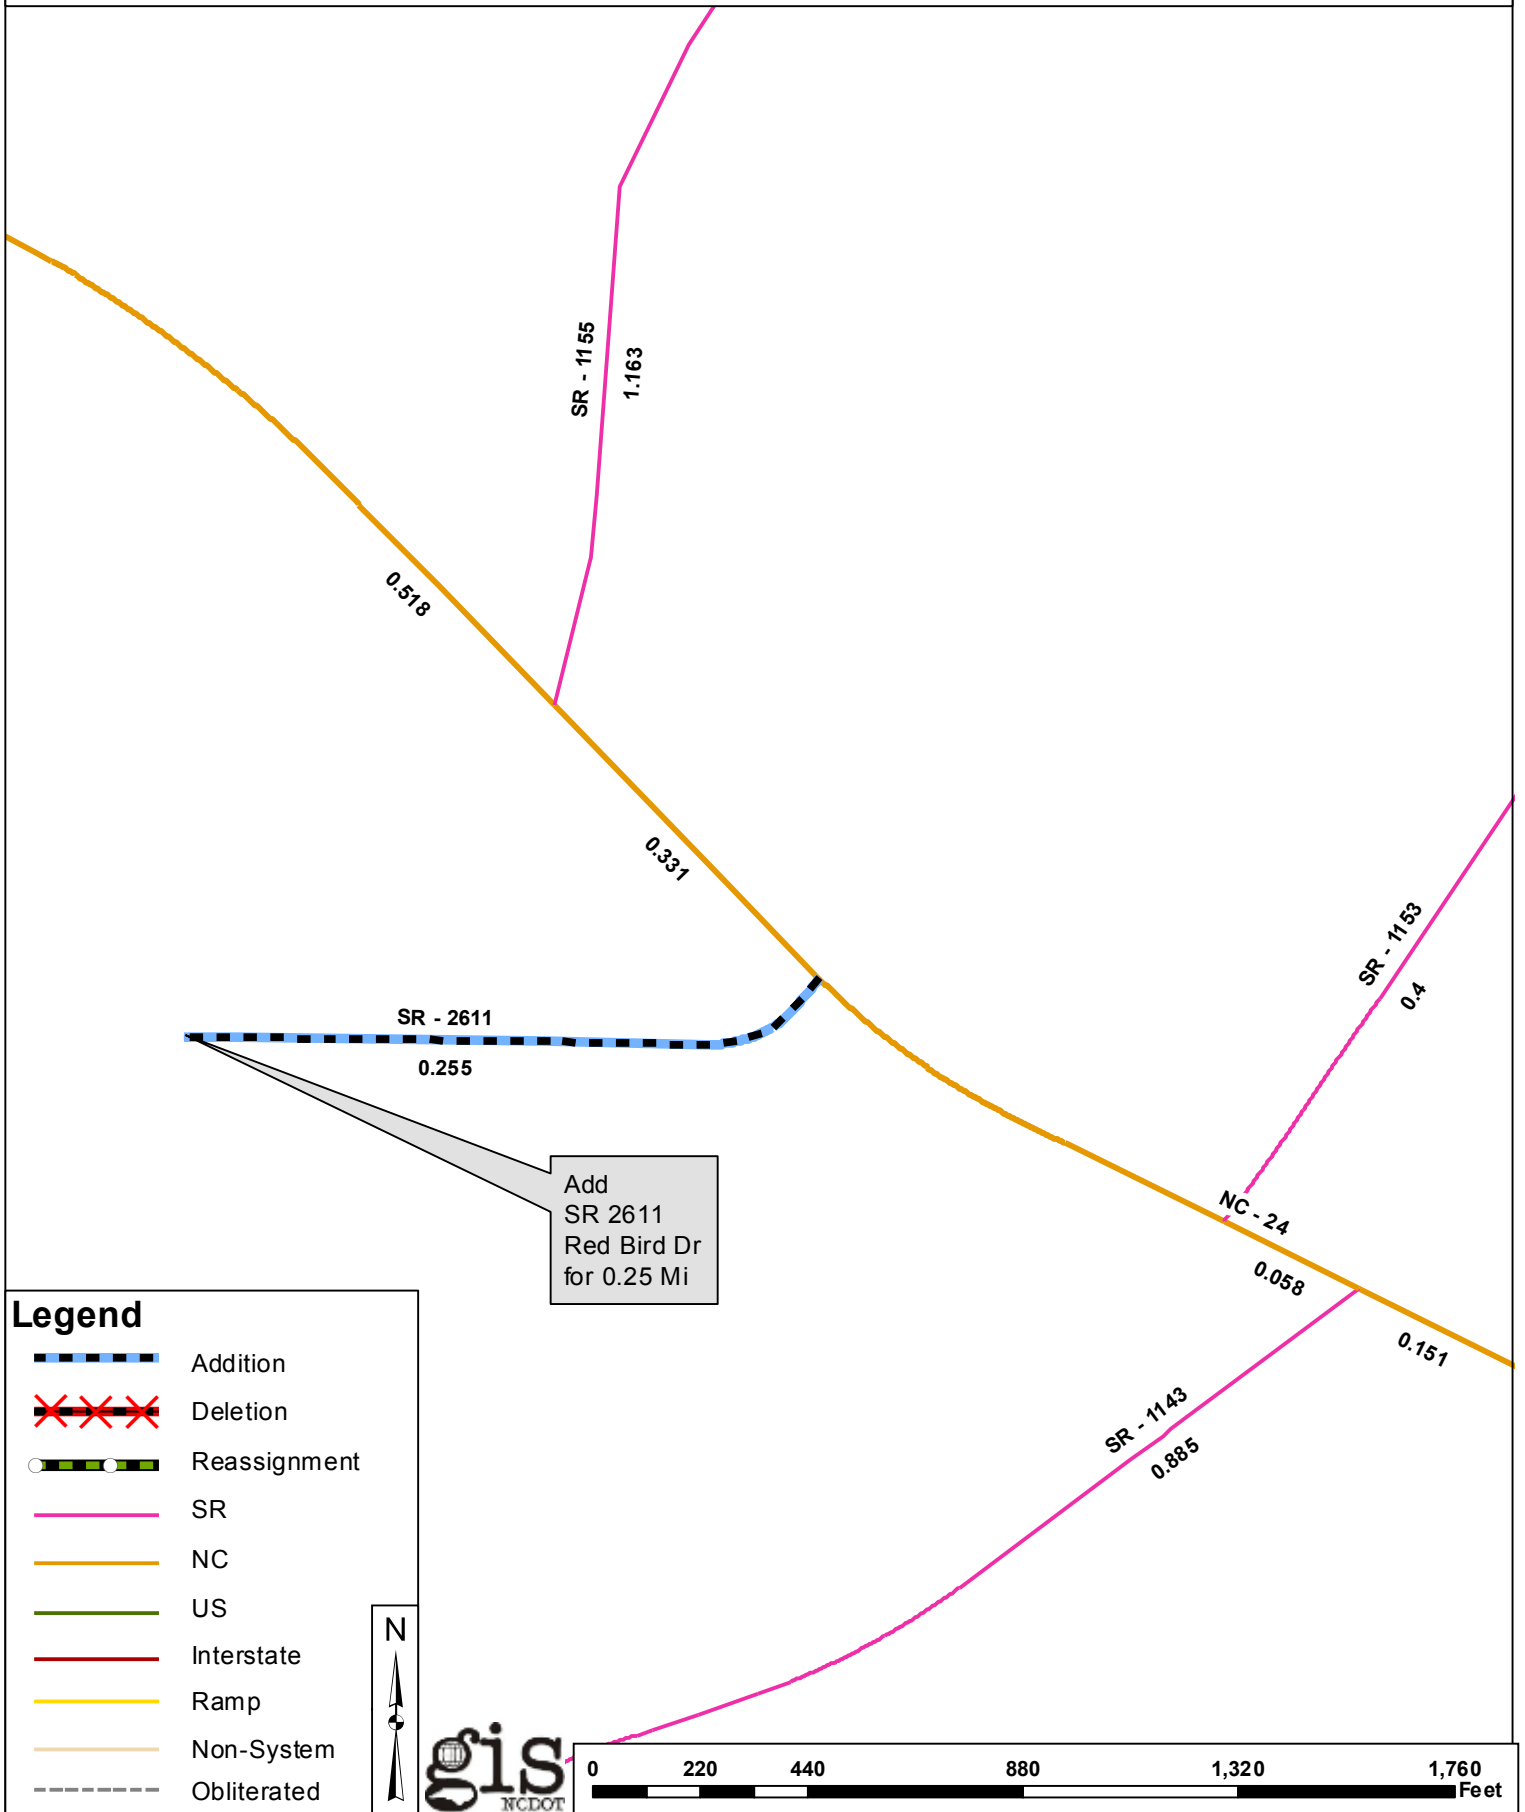 SR - 1155
1.163
0.518
0.331
SR - 1153
0.4
SR - 2611
0.255
Add
SR 2611
Red Bird Dr
for 0.25 Mi
NC - 24
0.058
0.151
SR - 1143
0.885
Legend
Addition
Deletion
Reassignment
SR
NC
US
Interstate
Ramp
Non-System
Obliterated
N
gis
NCDOT
0 220 440 880 1,320 1,760
Feet